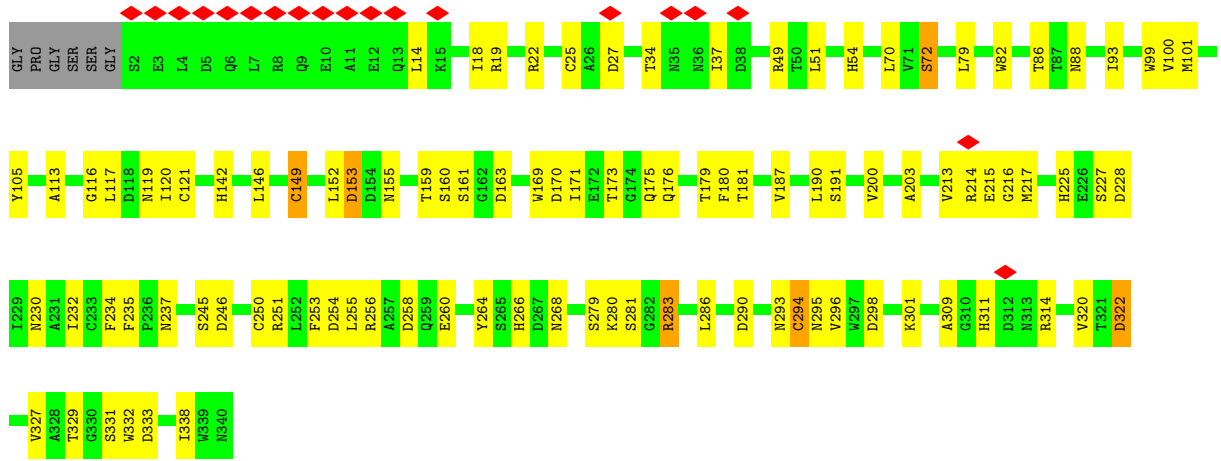 GLY PRO GLY SER SER GLY S2 E3 L4 D5 Q6 L7 R8 Q9 E10 A11 E12 Q13 L14 K15 I18 R19 R22 C25 A26 D27 T34 N35 N36 I37 D38 R49 T50 L51 H54 L70 V71 S72 L79 W82 T86 T87 N88 I93 W99 V100 M101
Y105 A113 G116 L117 D118 N119 I120 C121 H142 L146 C149 L152 D153 D154 N155 T159 S160 S161 G162 D163 W169 D170 I171 E172 T173 G174 Q175 Q176 T179 F180 T181 V187 L190 S191 V200 A203 V213 R214 E215 G216 M217 H225 E226 S227 D228
I229 N230 A231 I232 C233 F234 F235 P236 N237 S245 D246 C250 R251 L252 F253 D254 L255 R256 A257 D258 Q259 E260 Y264 S265 H266 D267 N268 S279 K280 S281 G282 R283 L286 D290 N293 C294 N295 V296 W297 D298 K301 A309 G310 H311 D312 N313 R314 V320 T321 D322
V327 A328 T329 G330 S331 W332 D333 I338 W339 N340